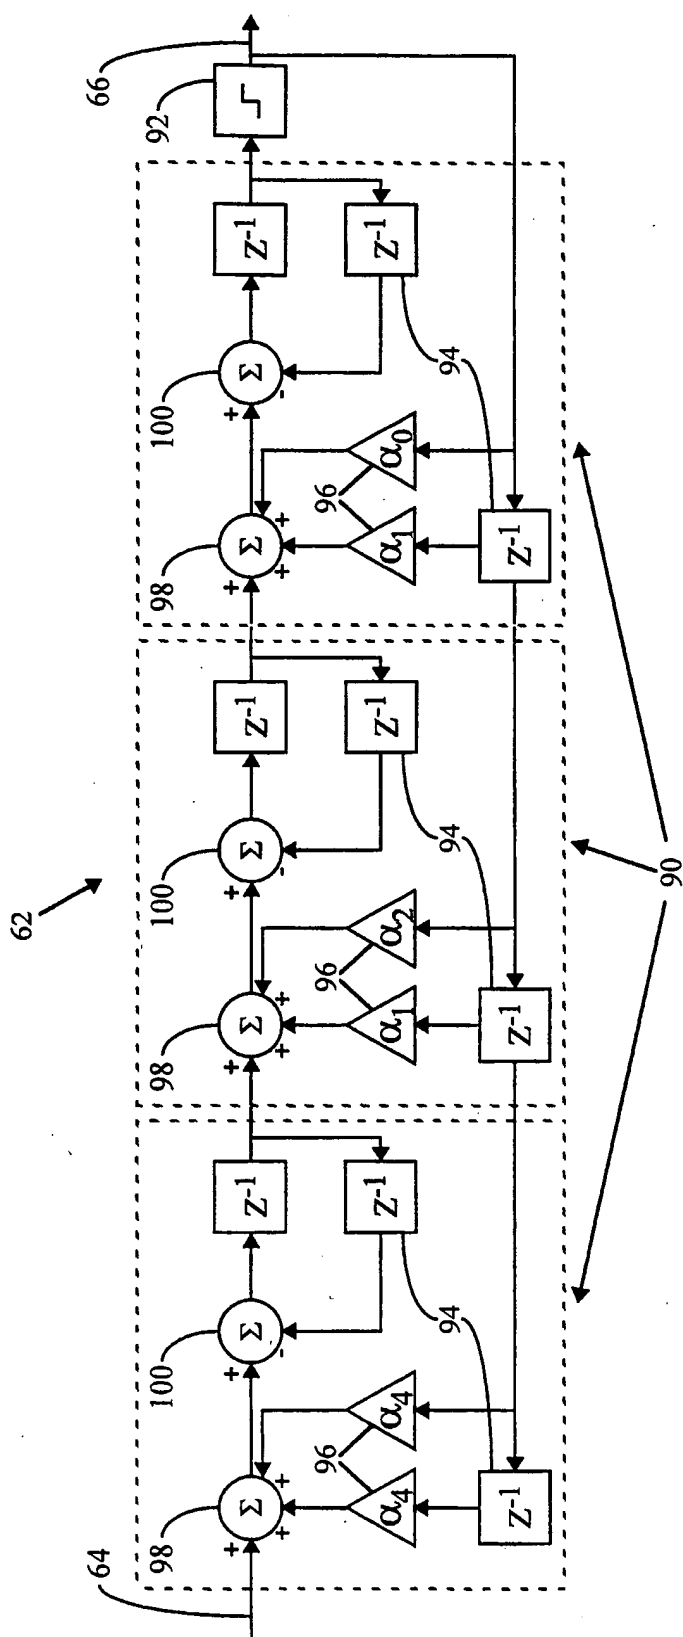 62
64
98
100
98
100
98
100
92
66
+ Σ + +
+ Σ -
Z⁻¹
+ Σ + +
+ Σ -
Z⁻¹
+ Σ + +
+ Σ -
Z⁻¹
96
α₄
α₄
Z⁻¹
96
α₁
α₂
Z⁻¹
96
α₁
α₀
Z⁻¹
94
94
94
Z⁻¹
Z⁻¹
Z⁻¹
90